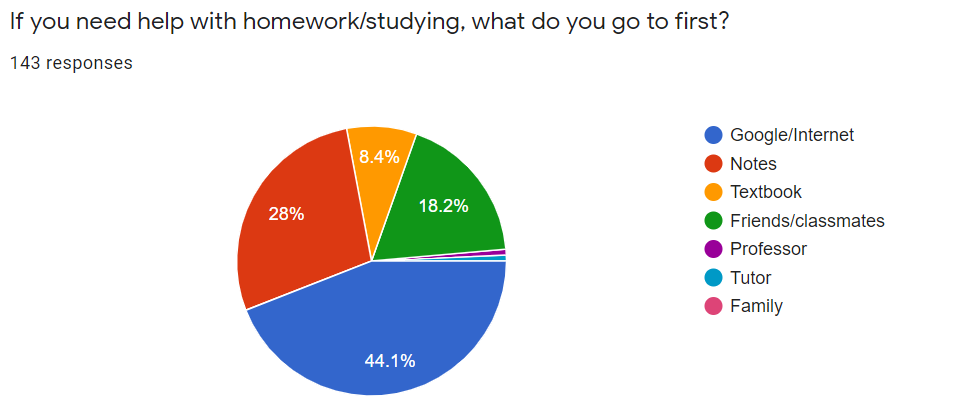 If you need help with homework/studying, what do you go to first?
143 responses
8.4%
28%
18.2%
44.1%
Google/Internet
Notes
Textbook
Friends/classmates
Professor
Tutor
Family